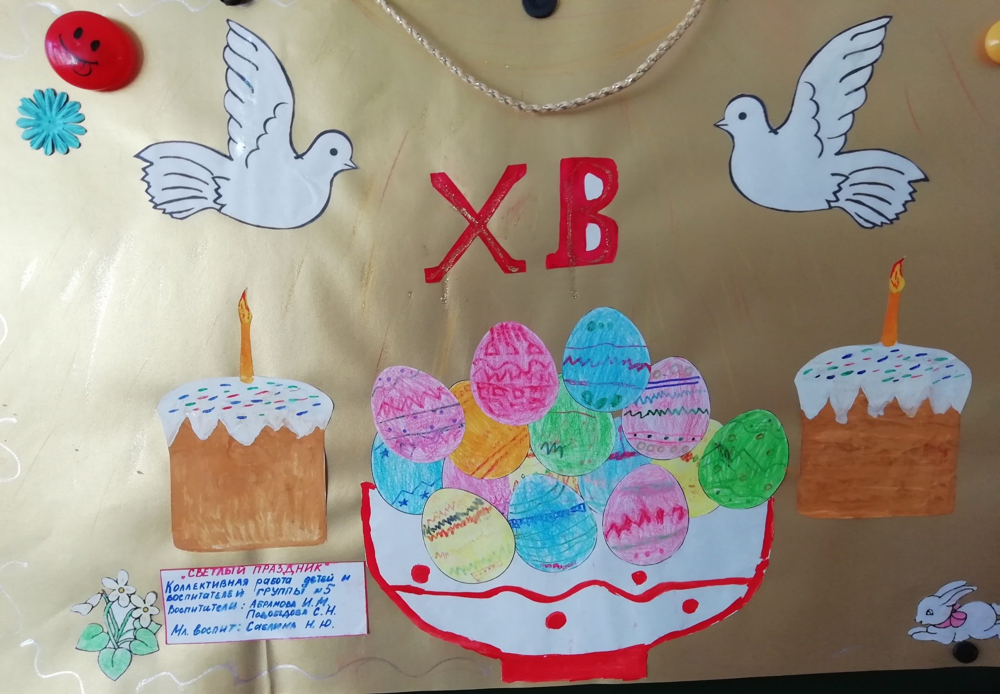 ХВ
„СВЕТЛЫЙ ПРАЗДНИК"
Коллективная работа детей и
воспитателей группы №5
Воспитатели: Абрамова И.М.
Подобедова С.Н.
Мл. воспит: Саблина Н.Ю.